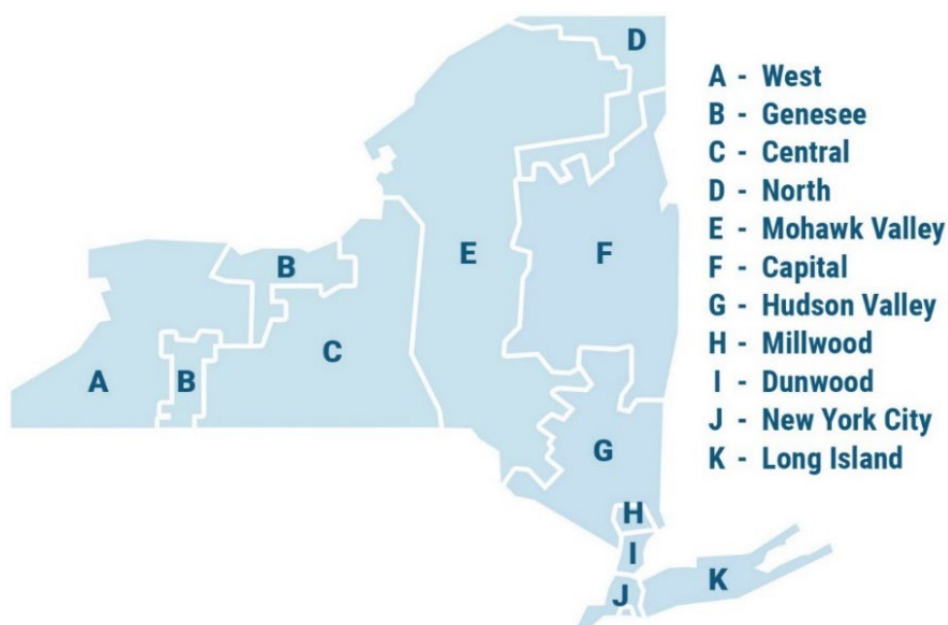 D
B
E
F
C
A
B
G
H
I
K
J
A - West
B - Genesee
C - Central
D - North
E - Mohawk Valley
F - Capital
G - Hudson Valley
H - Millwood
I - Dunwood
J - New York City
K - Long Island